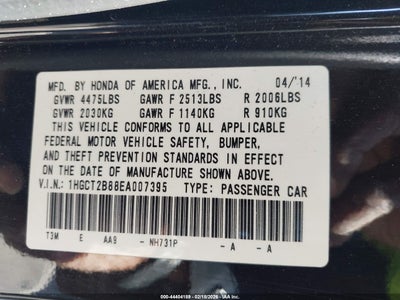 MFD. BY HONDA OF AMERICA MFG., INC. 04/'14
GVWR 4475LBS GAWR F 2513LBS R 2006LBS
GVWR 2030KG GAWR F 1140KG R 910KG
THIS VEHICLE CONFORMS TO ALL APPLICABLE
FEDERAL MOTOR VEHICLE SAFETY, BUMPER,
AND THEFT PREVENTION STANDARDS IN EFFECT
ON THE DATE OF MANUFACTURE SHOWN ABOVE.
V.I.N: 1HGCT2B88EA007395 TYPE: PASSENGER CAR
T3M E AA9 - NH731P -A -A
000-44404188 - 02/18/2026 - IAA Inc.